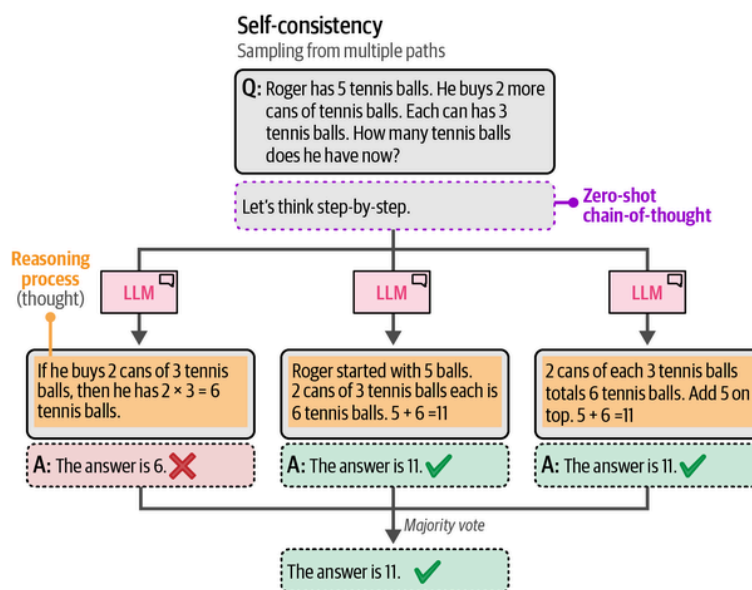 Self-consistency
Sampling from multiple paths
Q: Roger has 5 tennis balls. He buys 2 more
cans of tennis balls. Each can has 3
tennis balls. How many tennis balls
does he have now?
Let's think step-by-step.
Zero-shot
chain-of-thought
Reasoning
process
(thought)
LLM
LLM
LLM
If he buys 2 cans of 3 tennis
balls, then he has 2 × 3 = 6
tennis balls.
Roger started with 5 balls.
2 cans of 3 tennis balls each is
6 tennis balls. 5 + 6 =11
2 cans of each 3 tennis balls
totals 6 tennis balls. Add 5 on
top. 5 + 6 =11
A: The answer is 6.
A: The answer is 11.
A: The answer is 11.
Majority vote
The answer is 11.